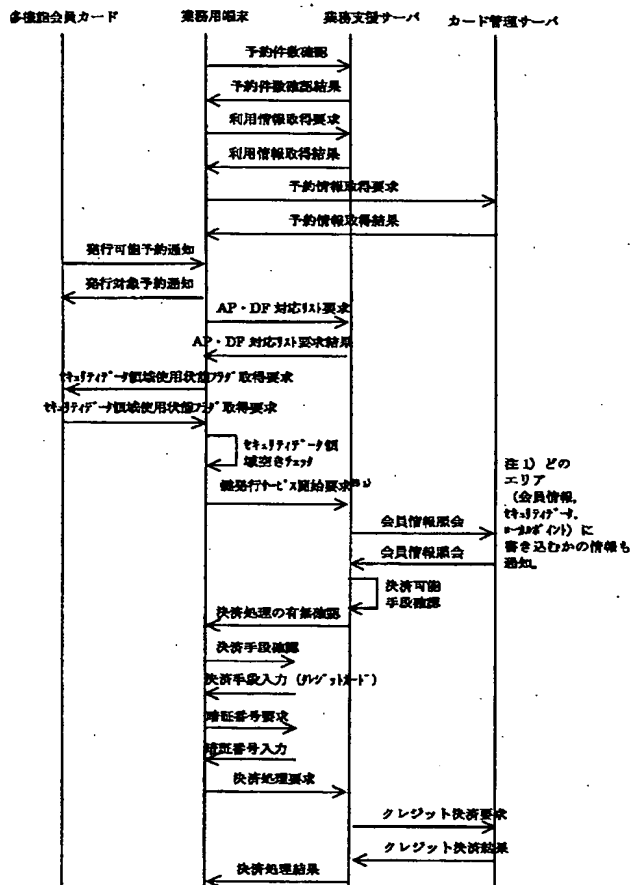 多機能会員カード
業務用端末
業務支援サーバ
カード管理サーバ
予約件数確認
予約件数確認結果
利用情報取得要求
利用情報取得結果
予約情報取得要求
予約情報取得結果
発行可能予約通知
発行対象予約通知
AP・DF 対応リスト要求
AP・DF 対応リスト要求結果
セキュリティデータ領域使用状態フラグ取得要求
セキュリティデータ領域使用状態フラグ取得要求
セキュリティデータ領
域空きチェック
鍵発行サービス開始要求注1)
注1) どの
エリア
(会員情報、
セキュリティデータ、
ローカルポイント) に
書き込むかの情報も
通知。
会員情報照会
会員情報照会
決済可能
手段確認
決済処理の有無確認
決済手段確認
決済手段入力 (クレジットカード)
暗証番号要求
暗証番号入力
決済処理要求
クレジット決済要求
クレジット決済結果
決済処理結果